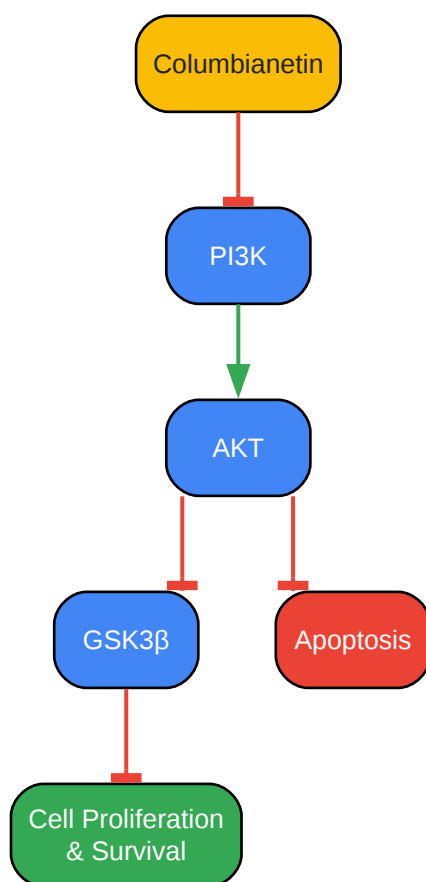 Columbianetin
PI3K
AKT
GSK3β
Apoptosis
Cell Proliferation
& Survival